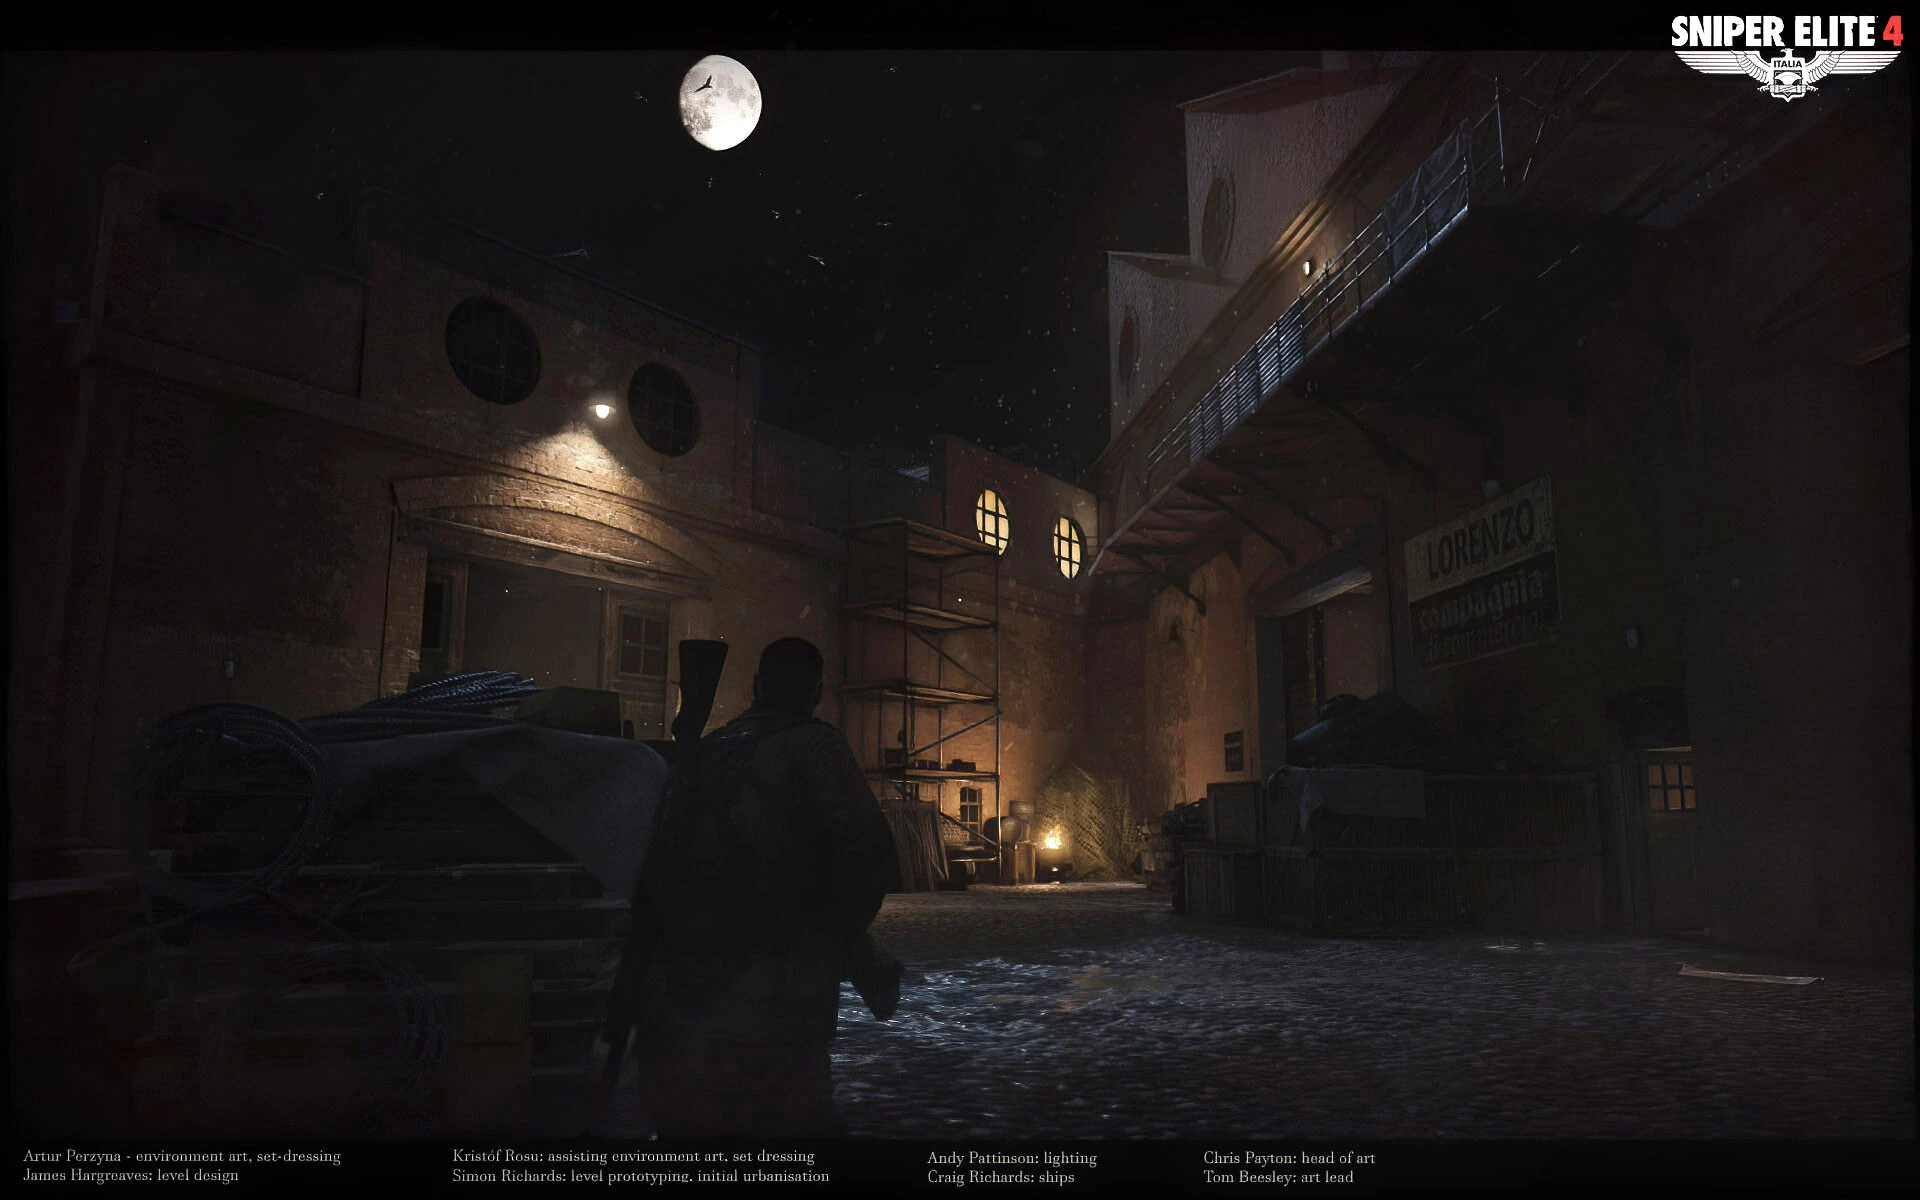 SNIPER ELITE 4
ITALIA
LORENZO
compagnia
di commercio
Artur Perzyna - environment art, set-dressing
James Hargreaves: level design
Kristóf Rosu: assisting environment art, set dressing
Simon Richards: level prototyping, initial urbanisation
Andy Pattinson: lighting
Craig Richards: ships
Chris Payton: head of art
Tom Beesley: art lead